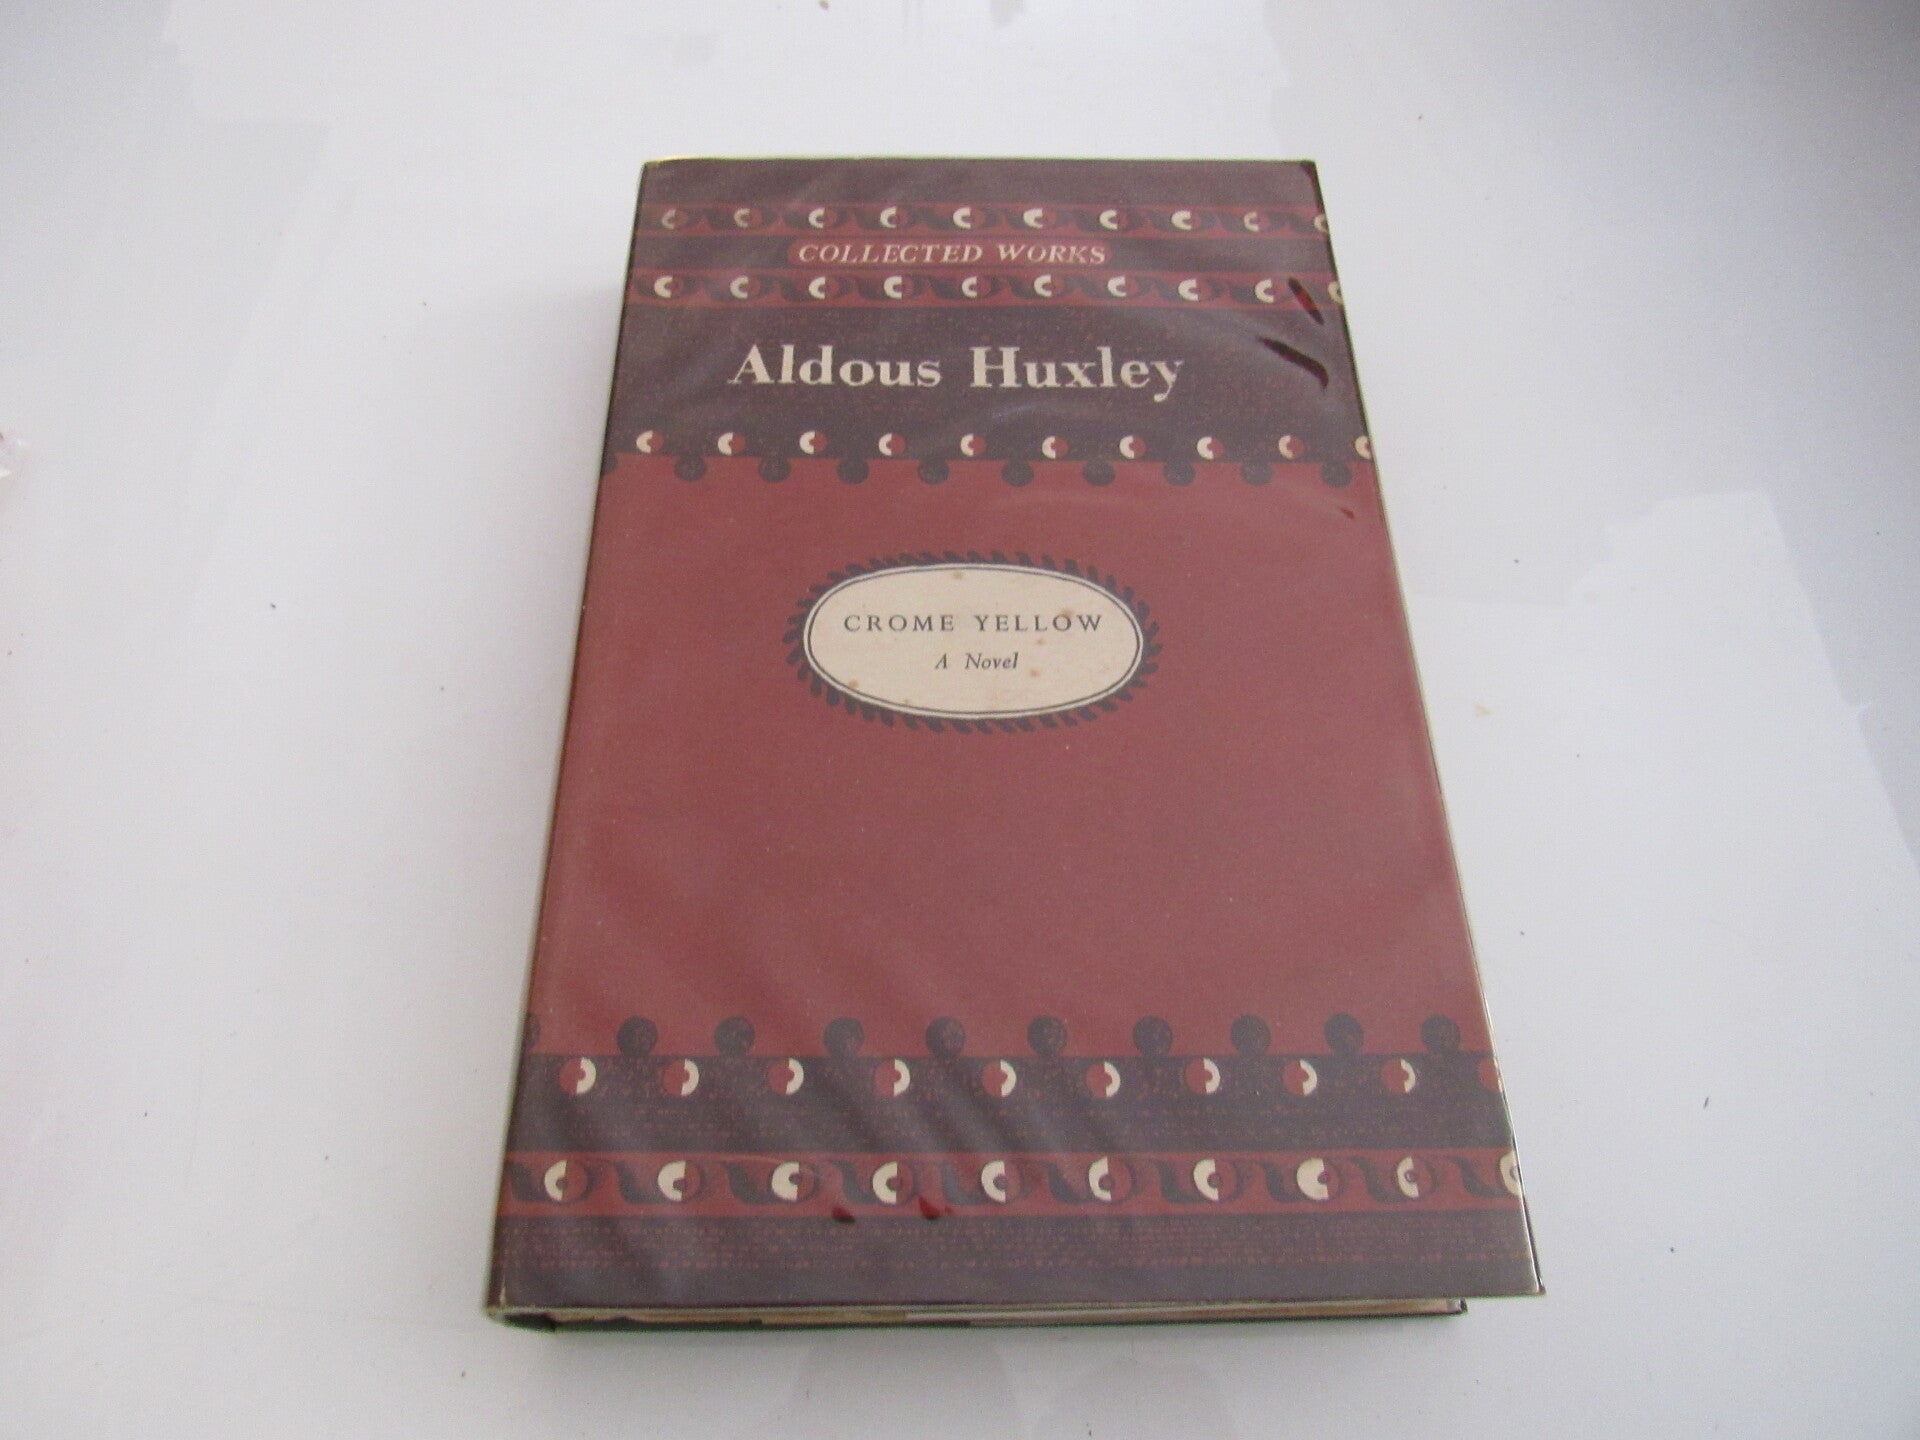 COLLECTED WORKS
Aldous Huxley
CROME YELLOW
A Novel